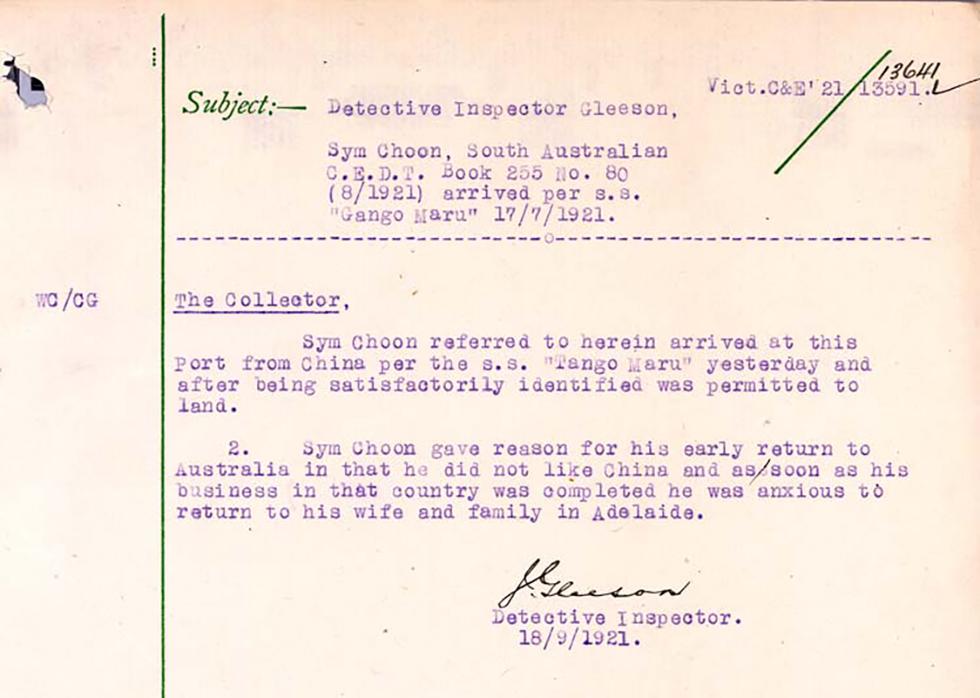 13641
Vict.C&E'21/13591.
Subject:— Detective Inspector Gleeson,
Sym Choon, South Australian
C.E.D.T. Book 255 No. 80
(8/1921) arrived per s.s.
"Gango Maru" 17/7/1921.
WC/CG
The Collector,
Sym Choon referred to herein arrived at this
Port from China per the s.s. "Tango Maru" yesterday and
after being satisfactorily identified was permitted to
land.
2. Sym Choon gave reason for his early return to
Australia in that he did not like China and as/soon as his
business in that country was completed he was anxious to
return to his wife and family in Adelaide.
J. Gleeson
Detective Inspector.
18/9/1921.